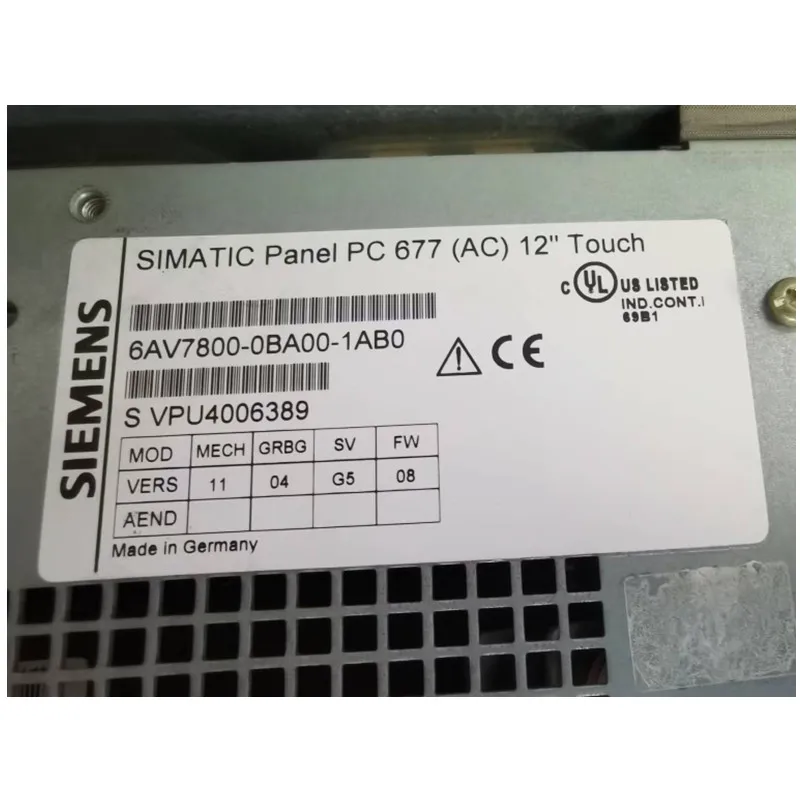 SIEMENS
SIMATIC Panel PC 677 (AC) 12" Touch
6AV7800-0BA00-1AB0
S VPU4006389
C UL US LISTED
IND.CONT.I
69B1
CE
MOD MECH GRBG SV FW
VERS 11 04 G5 08
AEND
Made in Germany